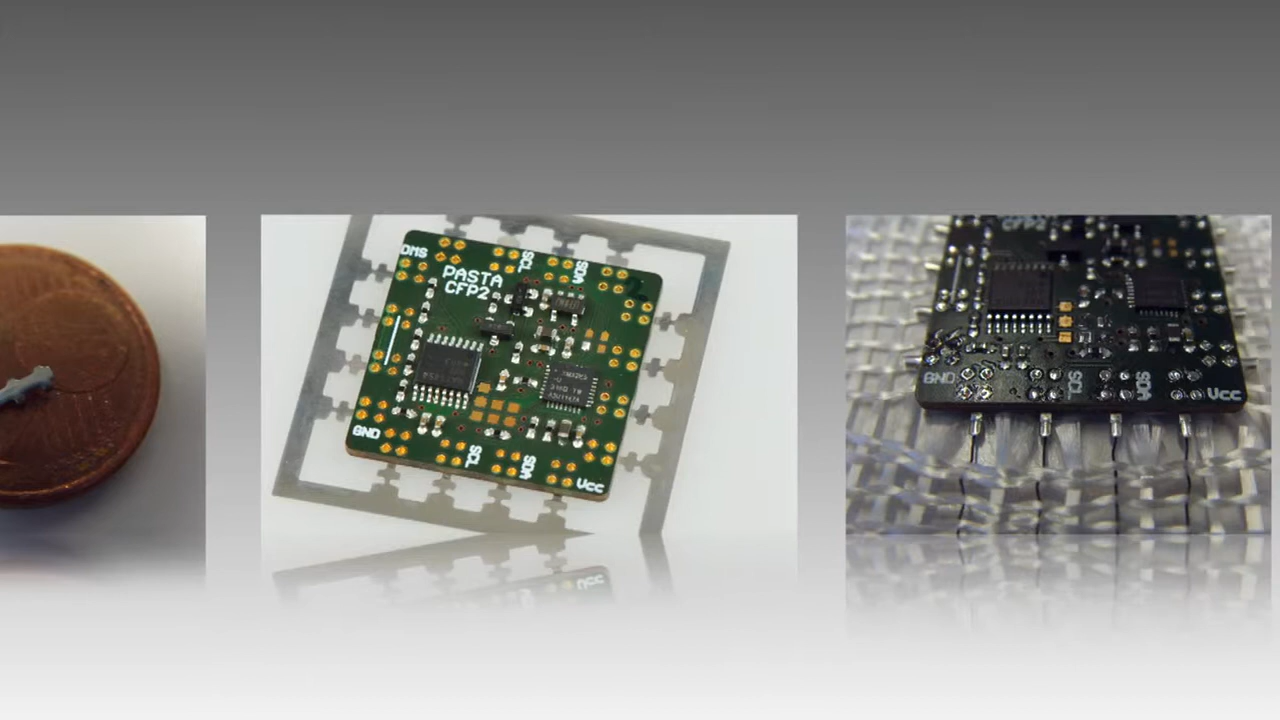 DMS
SCL
SDA
PASTA
CFP2
GND
SCL
SDA
Vcc
GND
SCL
SDA
Vcc